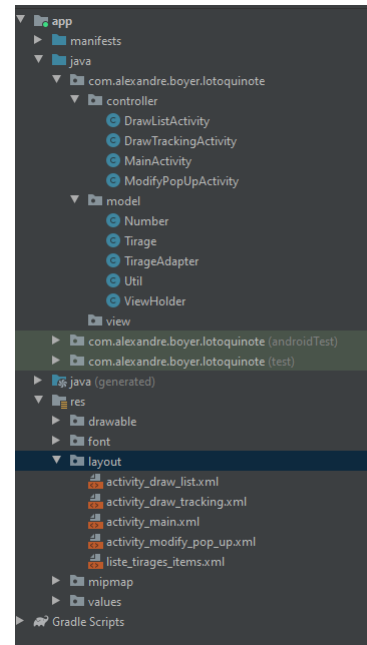 app
manifests
java
com.alexandre.boyer.lotoquinote
controller
DrawListActivity
DrawTrackingActivity
MainActivity
ModifyPopUpActivity
model
Number
Tirage
TirageAdapter
Util
ViewHolder
view
com.alexandre.boyer.lotoquinote (androidTest)
com.alexandre.boyer.lotoquinote (test)
java (generated)
res
drawable
font
layout
activity_draw_list.xml
activity_draw_tracking.xml
activity_main.xml
activity_modify_pop_up.xml
liste_tirages_items.xml
mipmap
values
Gradle Scripts